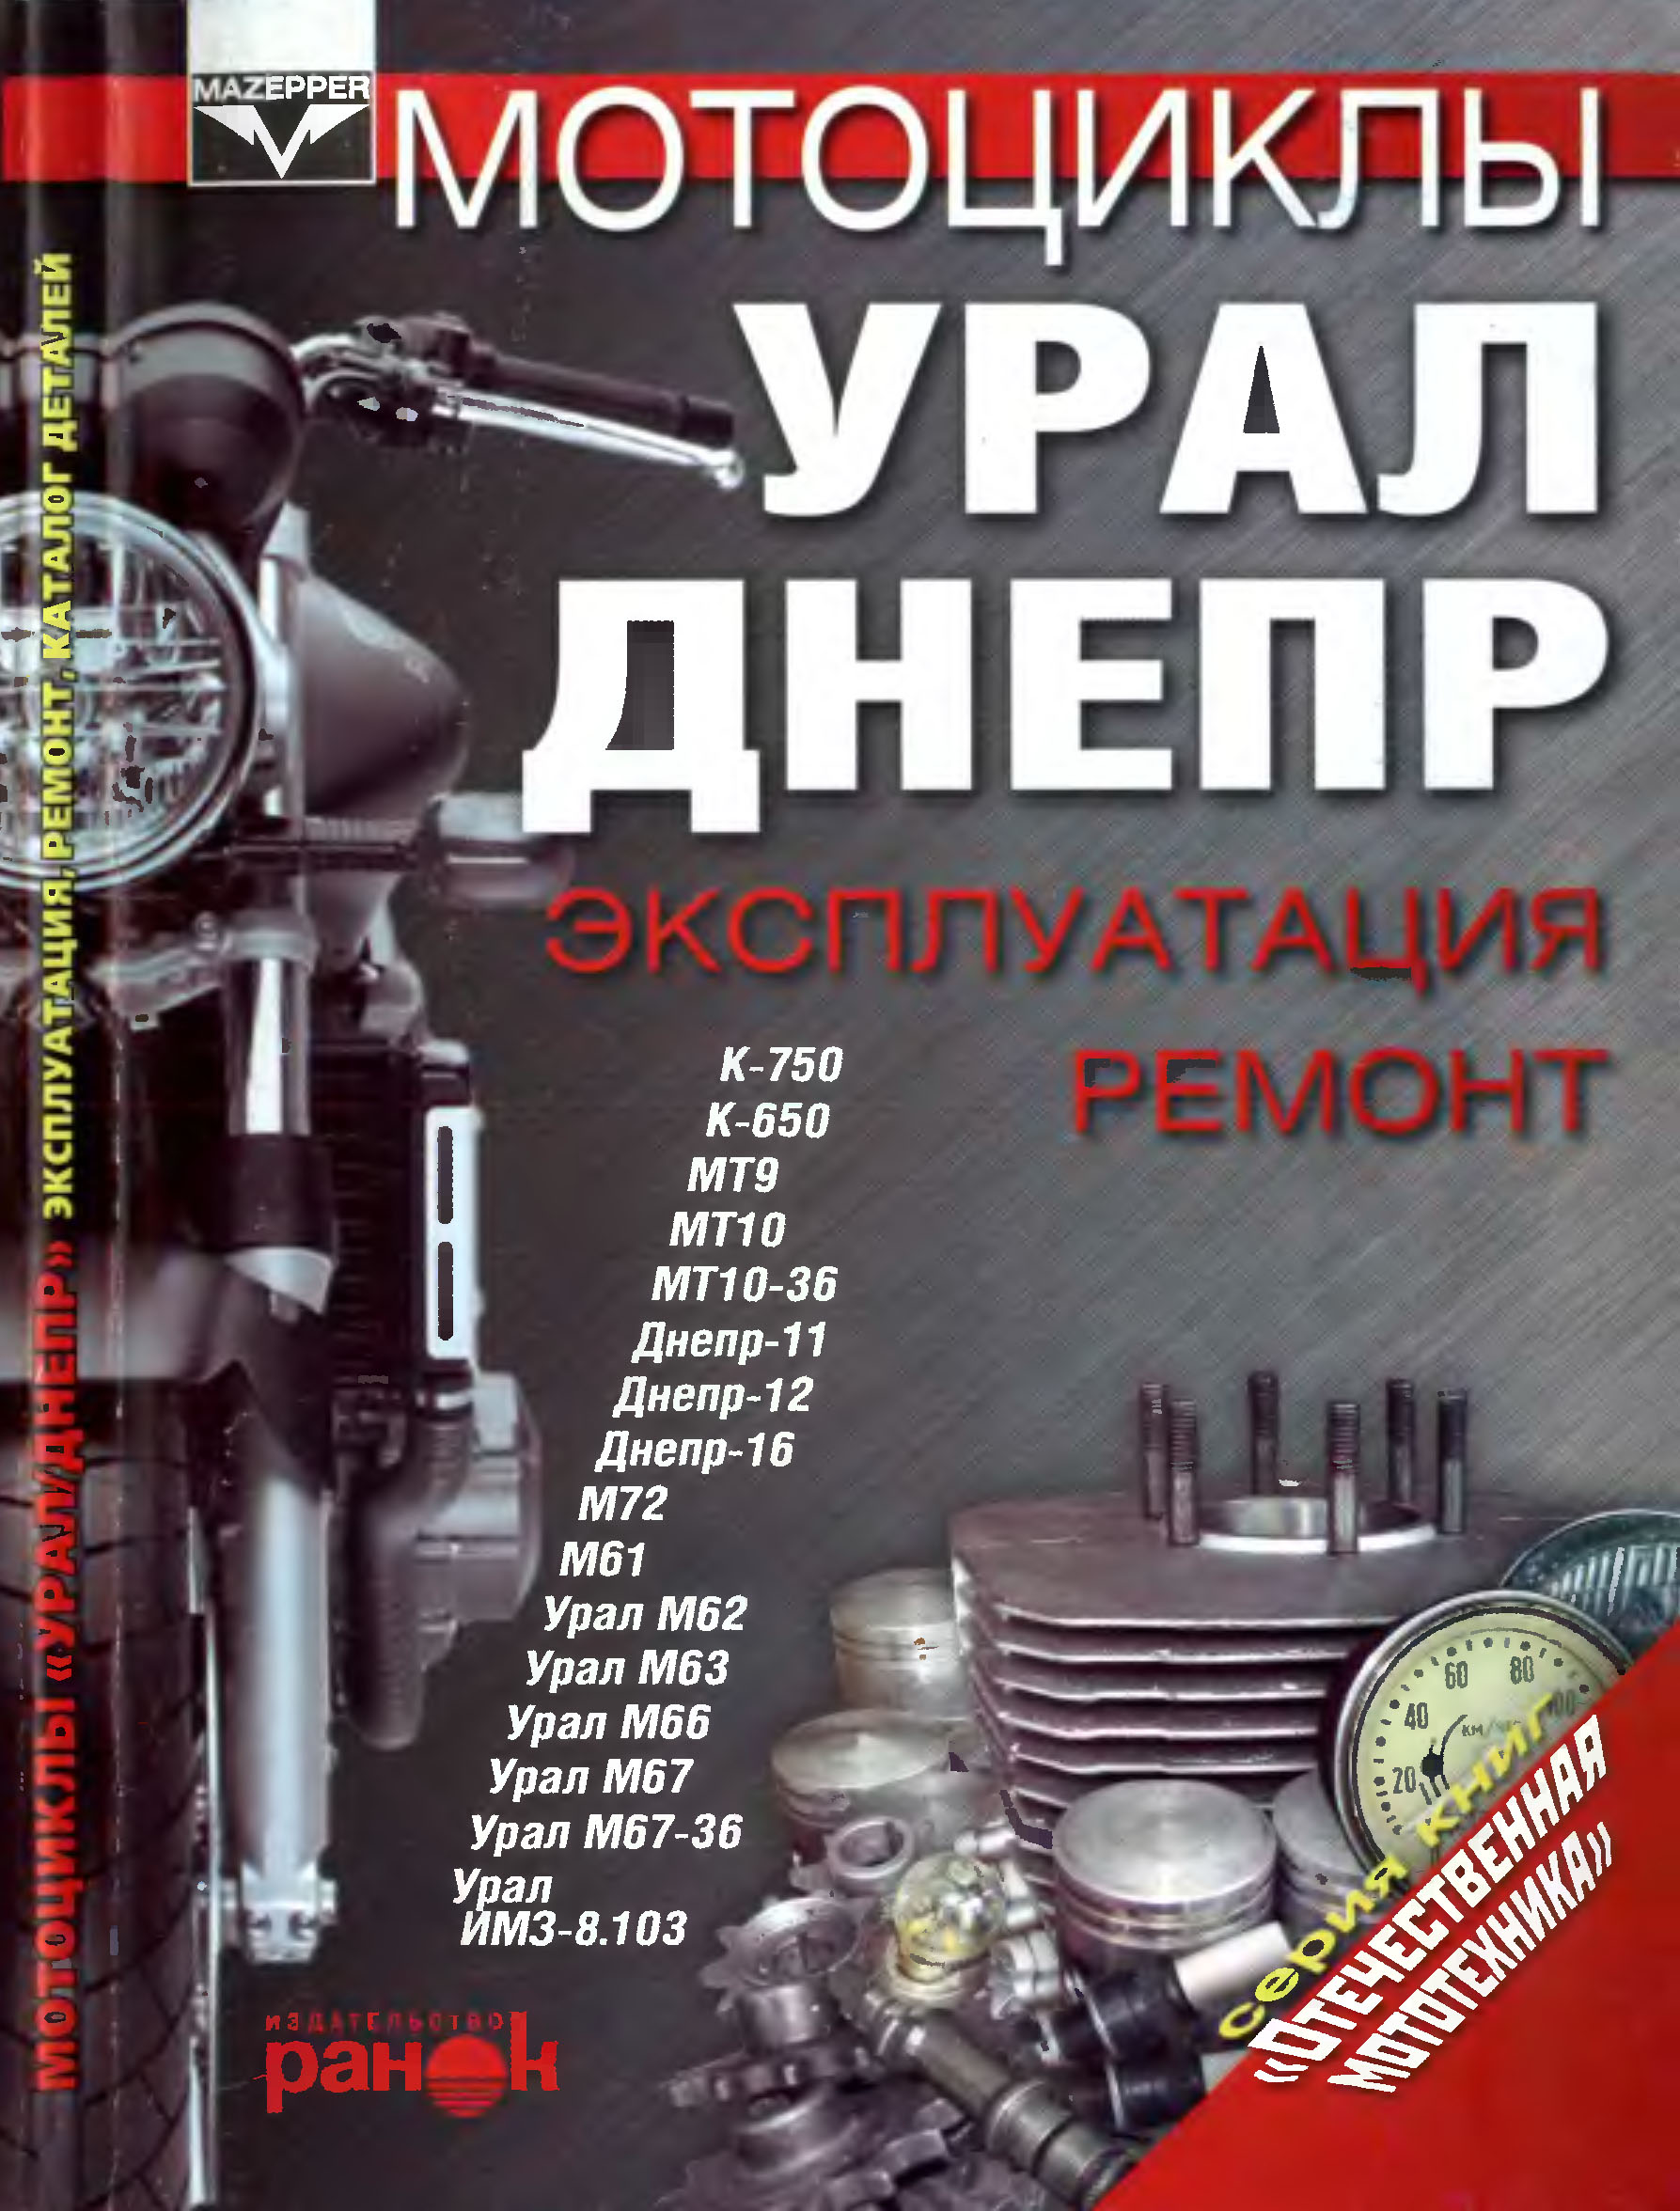 MAZEPPER
МОТОЦИКЛЫ
УРАЛ
ДНЕПР
ЭКСПЛУАТАЦИЯ
РЕМОНТ
К-750
К-650
МТ9
МТ10
МТ10-36
Днепр-11
Днепр-12
Днепр-16
М72
М61
Урал М62
Урал М63
Урал М66
Урал М67
Урал М67-36
Урал
ИМЗ-8.103
ИЗДАТЕЛЬСТВО
ранок
20
40
60
80
серия книг
«ОТЕЧЕСТВЕННАЯ
МОТОТЕХНИКА»
МОТОЦИКЛЫ «УРАЛ/ДНЕПР» ЭКСПЛУАТАЦИЯ, РЕМОНТ, КАТАЛОГ ДЕТАЛЕЙ